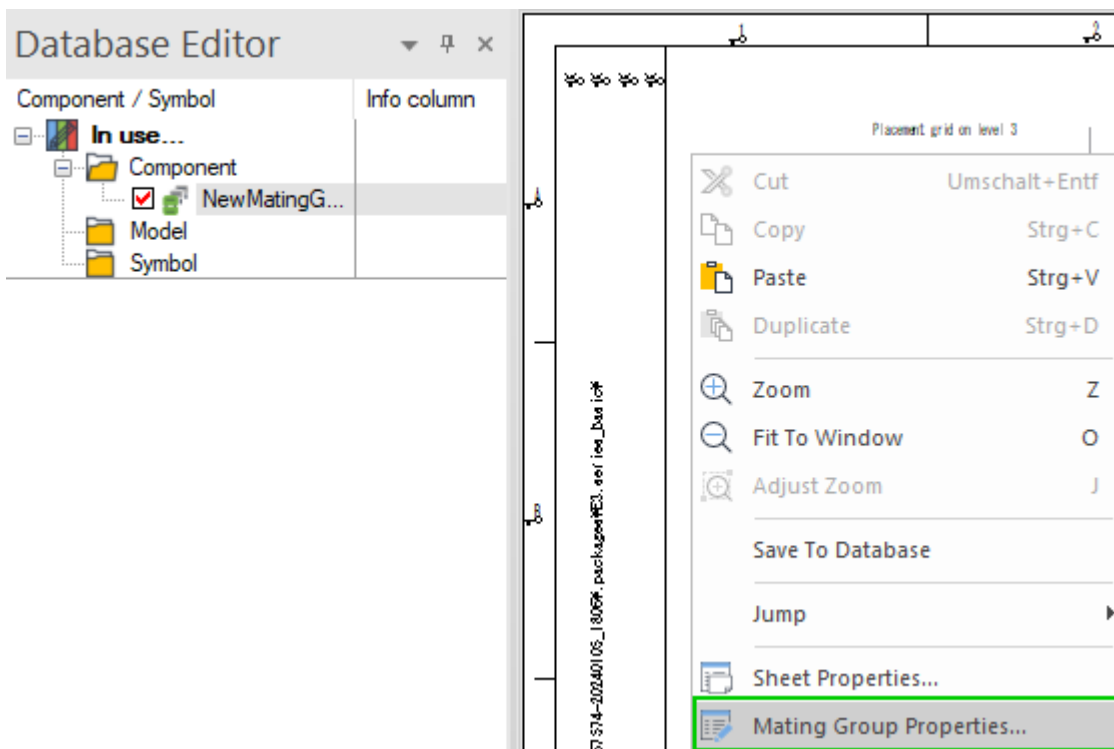 Database Editor
Component / Symbol
Info column
In use...
Component
NewMatingG...
Model
Symbol
1
2
Placement grid on level 3
A
B
Cut Umschalt+Entf
Copy Strg+C
Paste Strg+V
Duplicate Strg+D
Zoom Z
Fit To Window O
Adjust Zoom J
Save To Database
Jump
Sheet Properties...
Mating Group Properties...